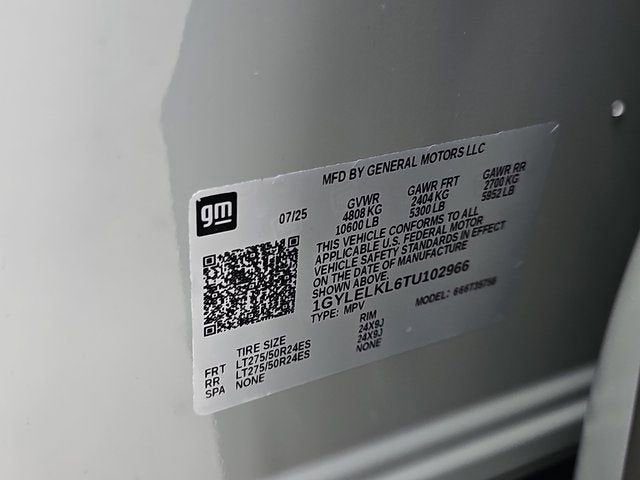 MFD BY GENERAL MOTORS LLC
gm
07/25
GVWR GAWR FRT GAWR RR
4808 KG 2404 KG 2700 KG
10600 LB 5300 LB 5952 LB
THIS VEHICLE CONFORMS TO ALL
APPLICABLE U.S. FEDERAL MOTOR
VEHICLE SAFETY STANDARDS IN EFFECT
ON THE DATE OF MANUFACTURE
SHOWN ABOVE.
1GYLELKL6TU102966
TYPE: MPV MODEL:
TIRE SIZE RIM
FRT LT275/50R24ES 24X9J
RR LT275/50R24ES 24X9J
SPA NONE NONE